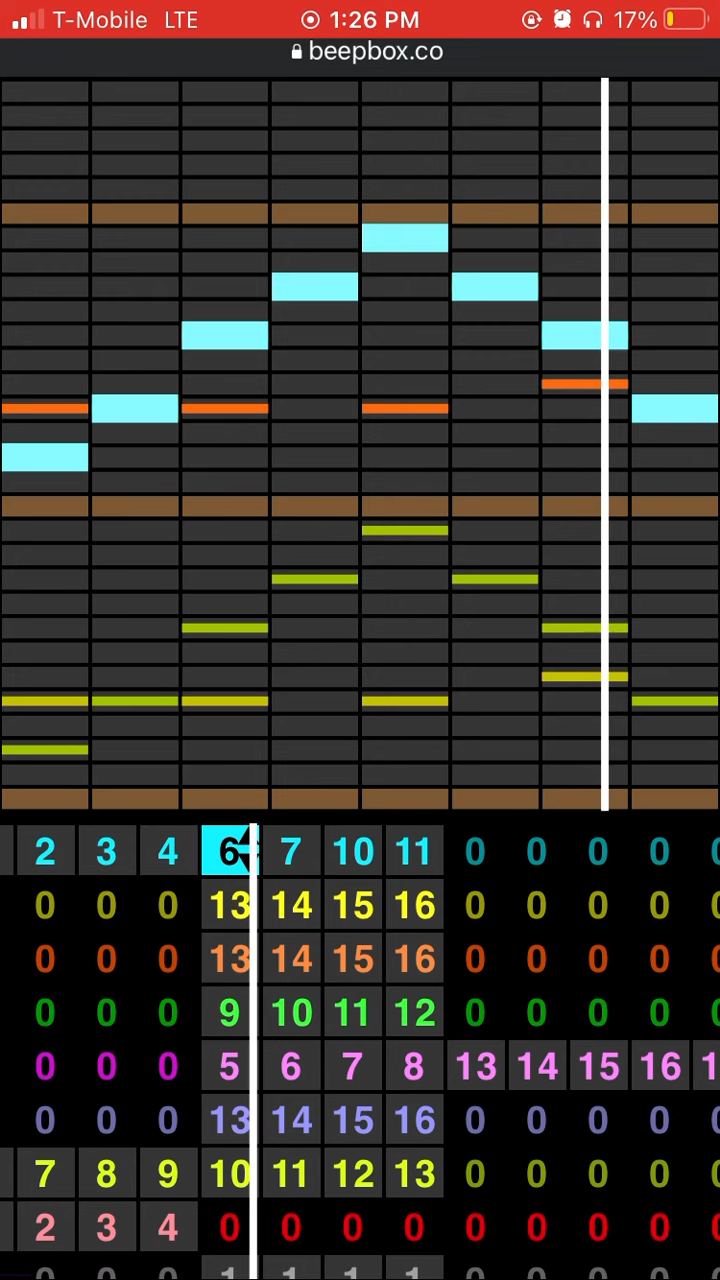 T-Mobile LTE 1:26 PM 17%
beepbox.co
2 3 4 6 7 10 11 0 0 0 0
0 0 0 13 14 15 16 0 0 0 0
0 0 0 13 14 15 16 0 0 0 0
0 0 0 9 10 11 12 0 0 0 0
0 0 0 5 6 7 8 13 14 15 16 1
0 0 0 13 14 15 16 0 0 0 0
7 8 9 10 11 12 13 0 0 0 0
2 3 4 0 0 0 0 0 0 0 0